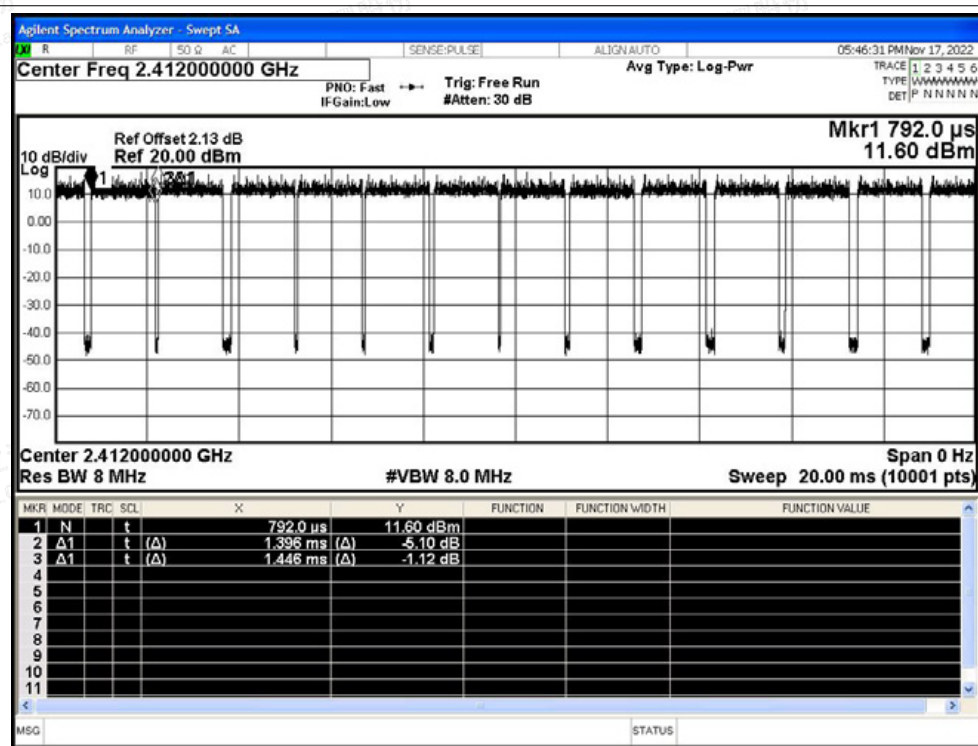 Agilent Spectrum Analyzer - Swept SA
R RF 50 Ω AC SENSE:PULSE ALIGN AUTO 05:46:31 PM Nov 17, 2022
Center Freq 2.412000000 GHz
PNO: Fast
IFGain:Low
Trig: Free Run
#Atten: 30 dB
Avg Type: Log-Pwr
TRACE 1 2 3 4 5 6
TYPE WWWWWWW
DET P N N N N N
Ref Offset 2.13 dB
10 dB/div Ref 20.00 dBm
Mkr1 792.0 µs
11.60 dBm
Log
1
10.0
0.00
-10.0
-20.0
-30.0
-40.0
-50.0
-60.0
-70.0
Center 2.412000000 GHz Span 0 Hz
Res BW 8 MHz #VBW 8.0 MHz Sweep 20.00 ms (10001 pts)
MKR MODE TRC SCL X Y FUNCTION FUNCTION WIDTH FUNCTION VALUE
1 N t 792.0 µs 11.60 dBm
2 Δ1 t (Δ) 1.396 ms (Δ) -5.10 dB
3 Δ1 t (Δ) 1.446 ms (Δ) -1.12 dB
4
5
6
7
8
9
10
11
MSG STATUS